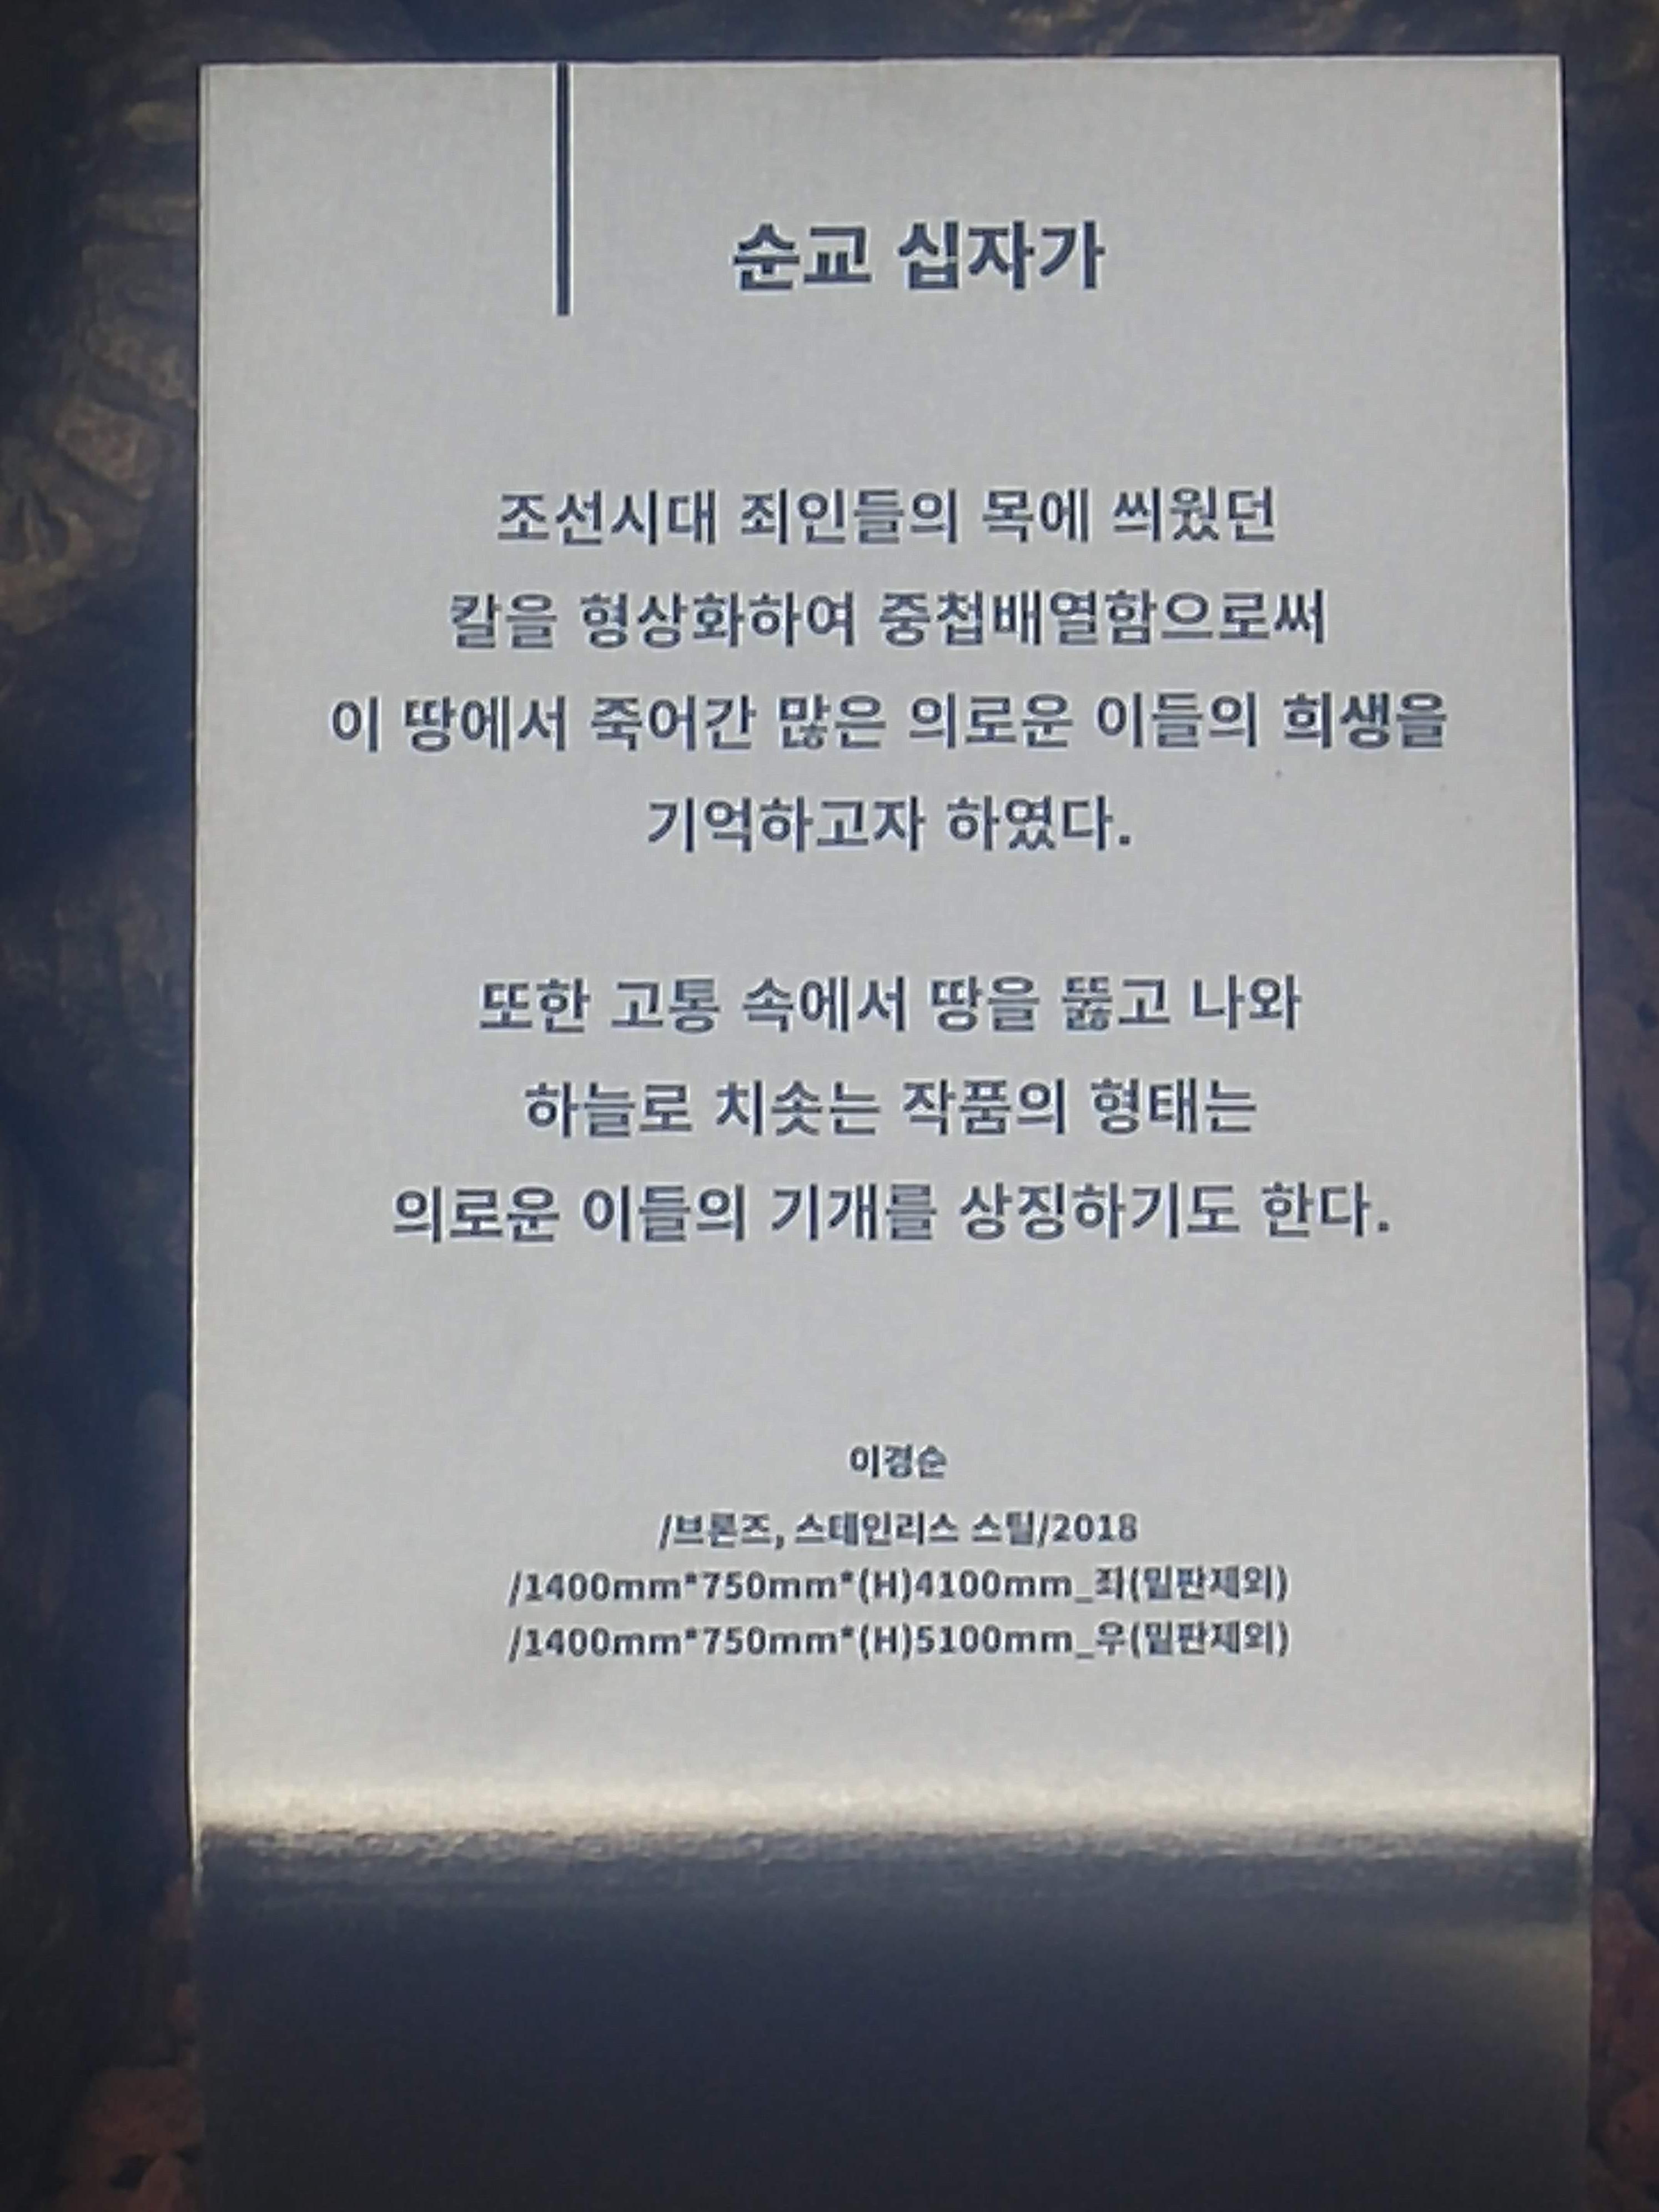 순교 십자가
조선시대 죄인들의 목에 씌웠던
칼을 형상화하여 중첩배열함으로써
이 땅에서 죽어간 많은 의로운 이들의 희생을
기억하고자 하였다.
또한 고통 속에서 땅을 뚫고 나와
하늘로 치솟는 작품의 형태는
의로운 이들의 기개를 상징하기도 한다.
이경순
/브론즈, 스테인리스 스틸/2018
/1400mm*750mm*(H)4100mm_좌(밑판제외)
/1400mm*750mm*(H)5100mm_우(밑판제외)